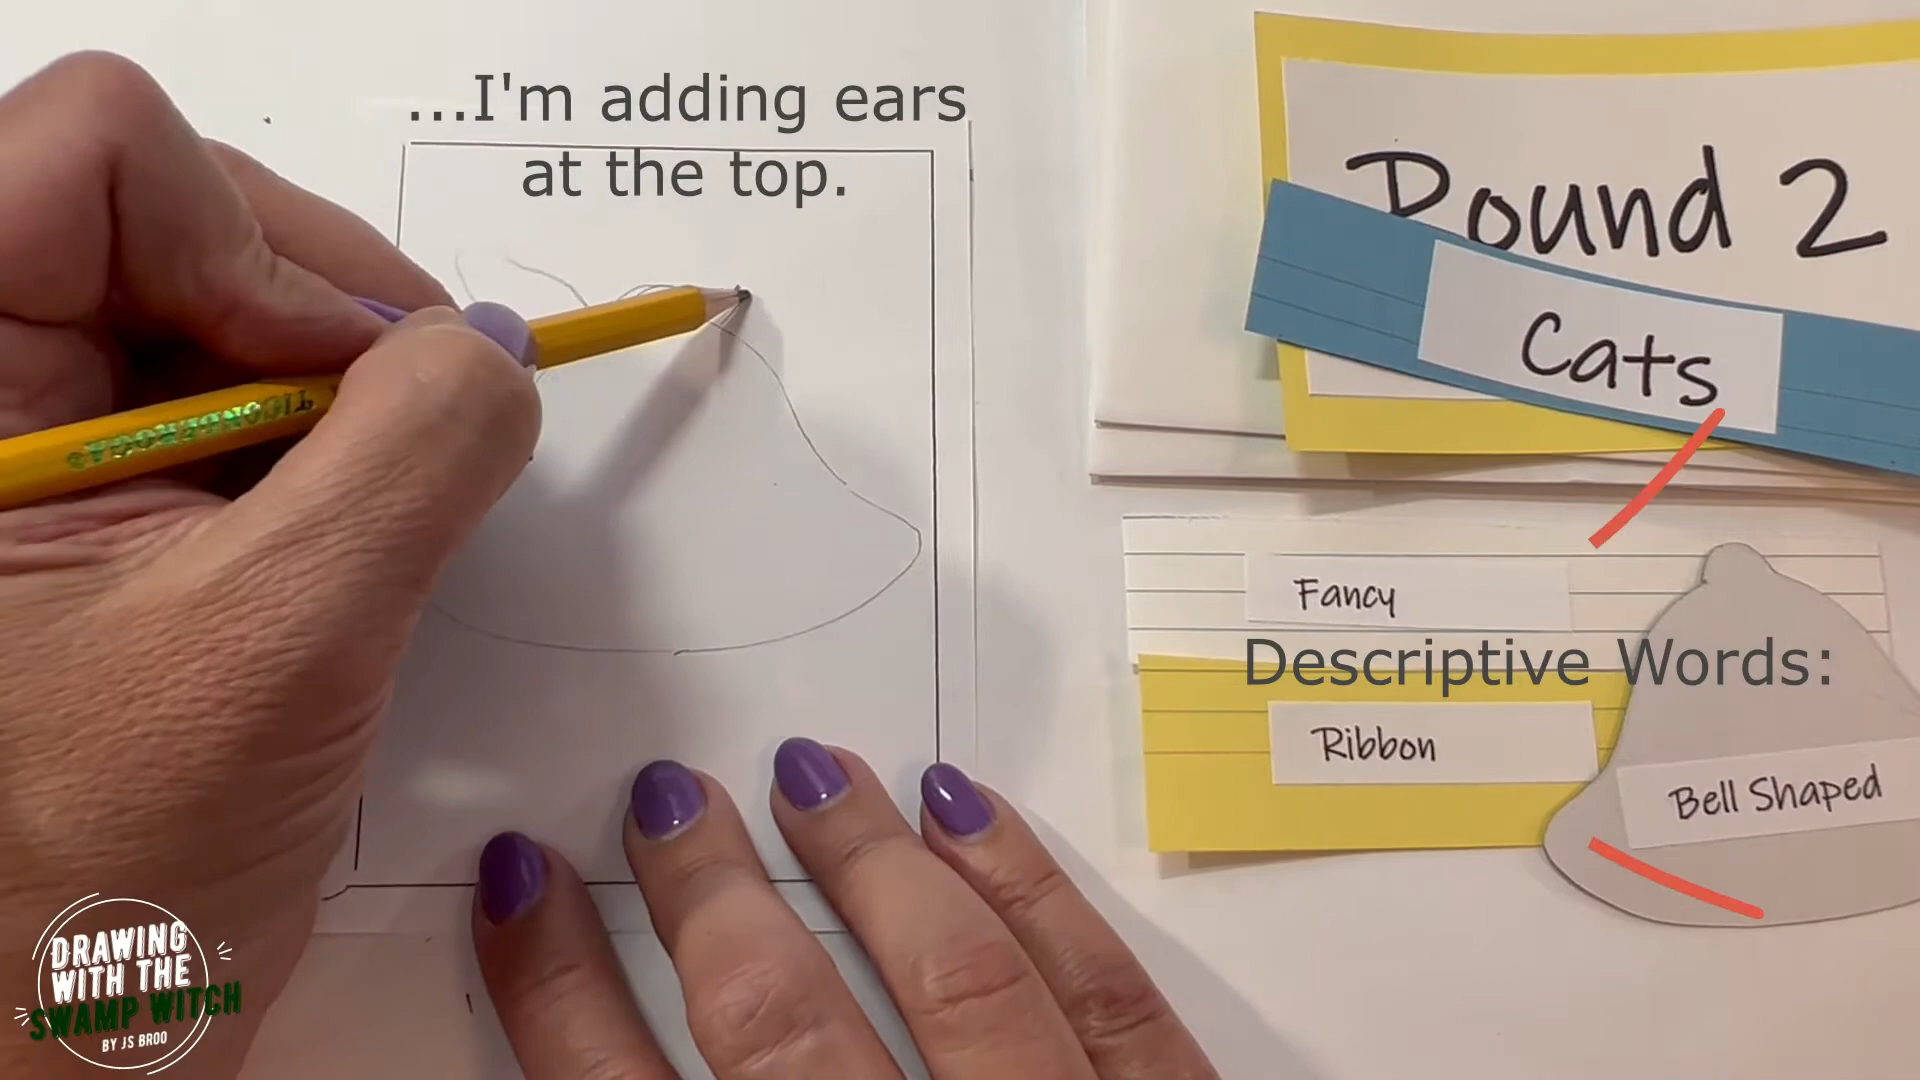 ...I'm adding ears
at the top.
Round 2
Cats
Fancy
Descriptive Words:
Ribbon
Bell Shaped
TICONDEROGA®
DRAWING
WITH THE
SWAMP WITCH
BY JS BROO